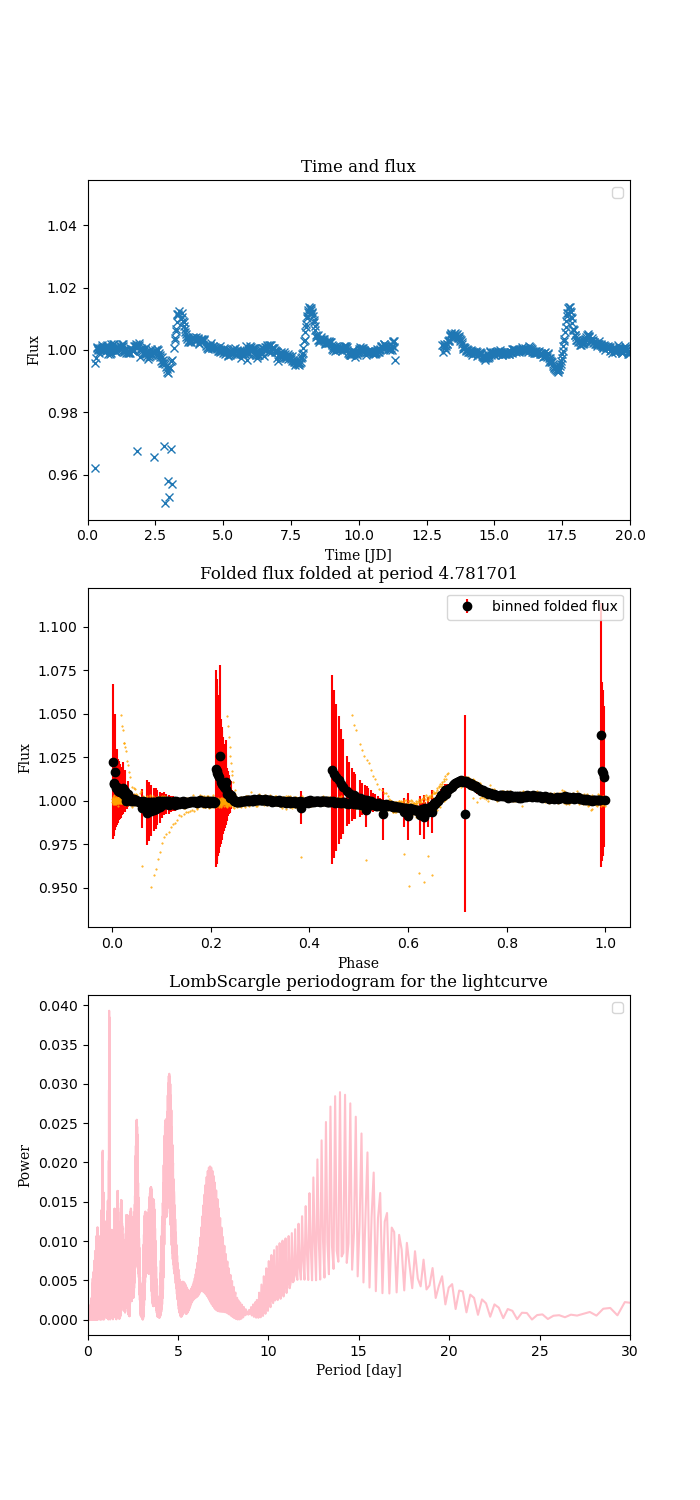 Time and flux
1.04
1.02
1.00
0.98
0.96
Flux
0.0 2.5 5.0 7.5 10.0 12.5 15.0 17.5 20.0
Time [JD]
Folded flux folded at period 4.781701
binned folded flux
1.100
1.075
1.050
1.025
1.000
0.975
0.950
Flux
0.0 0.2 0.4 0.6 0.8 1.0
Phase
LombScargle periodogram for the lightcurve
0.040
0.035
0.030
0.025
0.020
0.015
0.010
0.005
0.000
Power
0 5 10 15 20 25 30
Period [day]